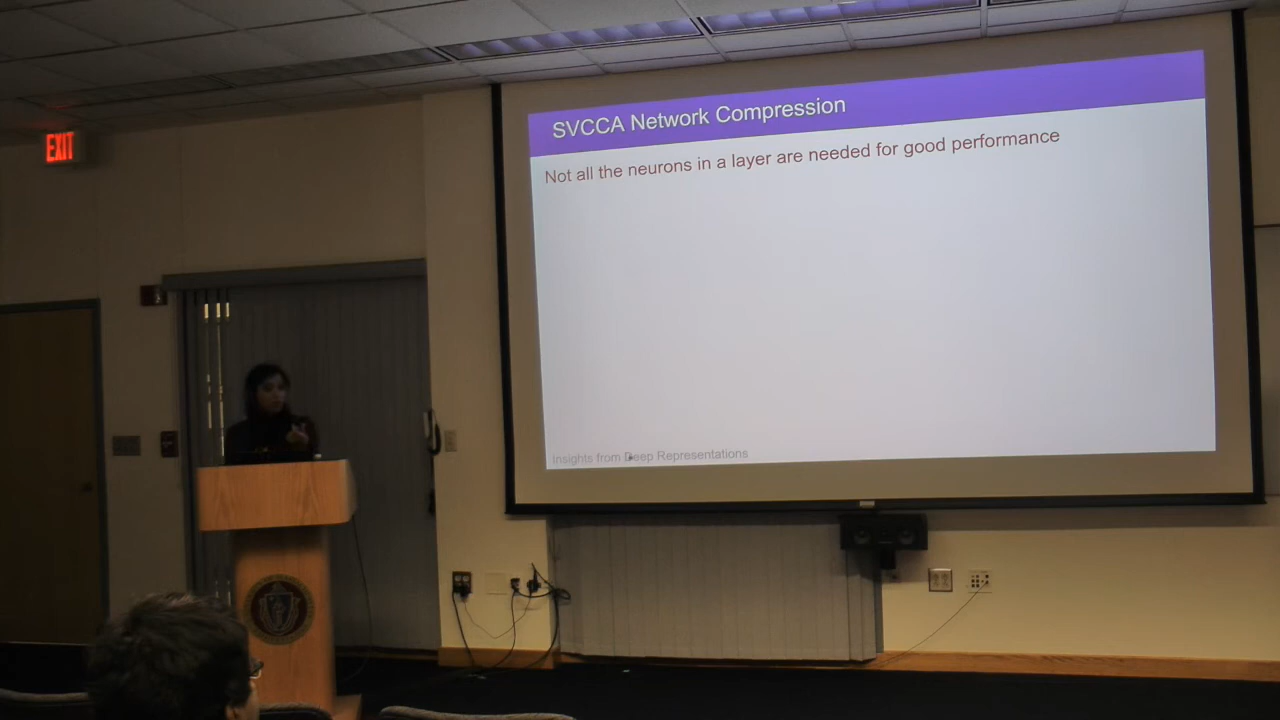 EXIT
SVCCA Network Compression
Not all the neurons in a layer are needed for good performance
Insights from Deep Representations